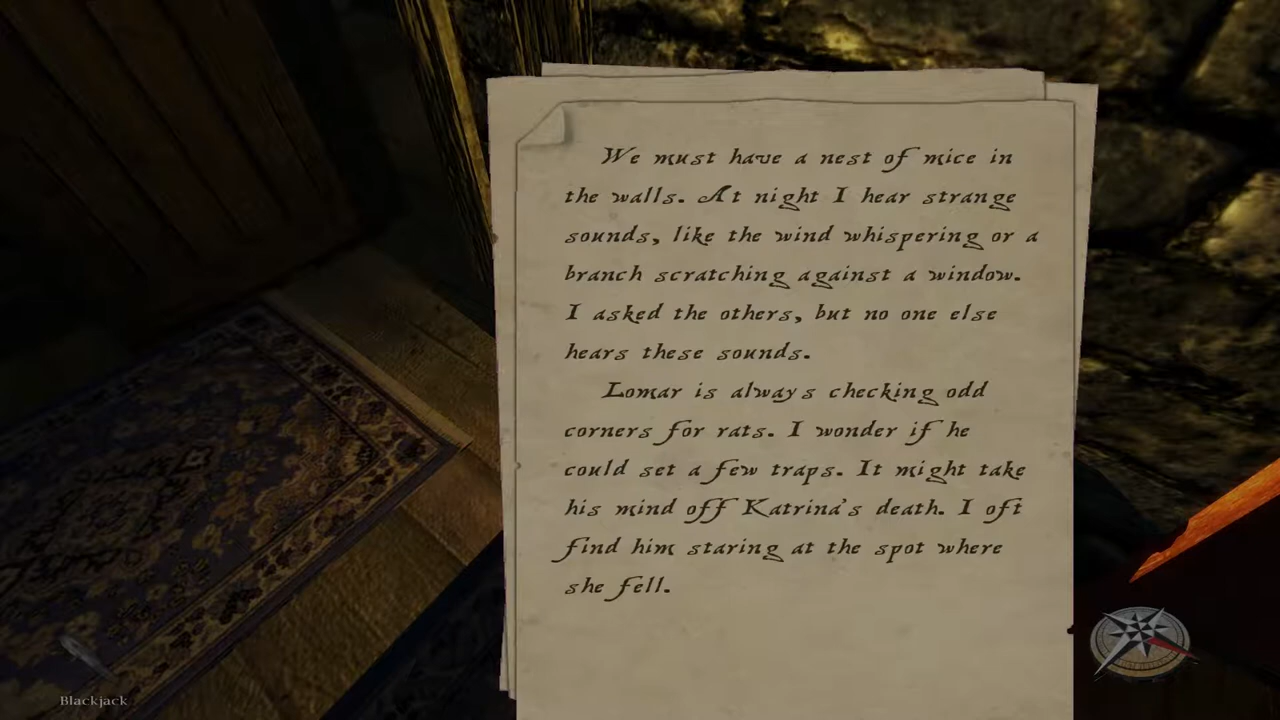 We must have a nest of mice in
the walls. At night I hear strange
sounds, like the wind whispering or a
branch scratching against a window.
I asked the others, but no one else
hears these sounds.
Lomar is always checking odd
corners for rats. I wonder if he
could set a few traps. It might take
his mind off Katrina's death. I oft
find him staring at the spot where
she fell.
Blackjack